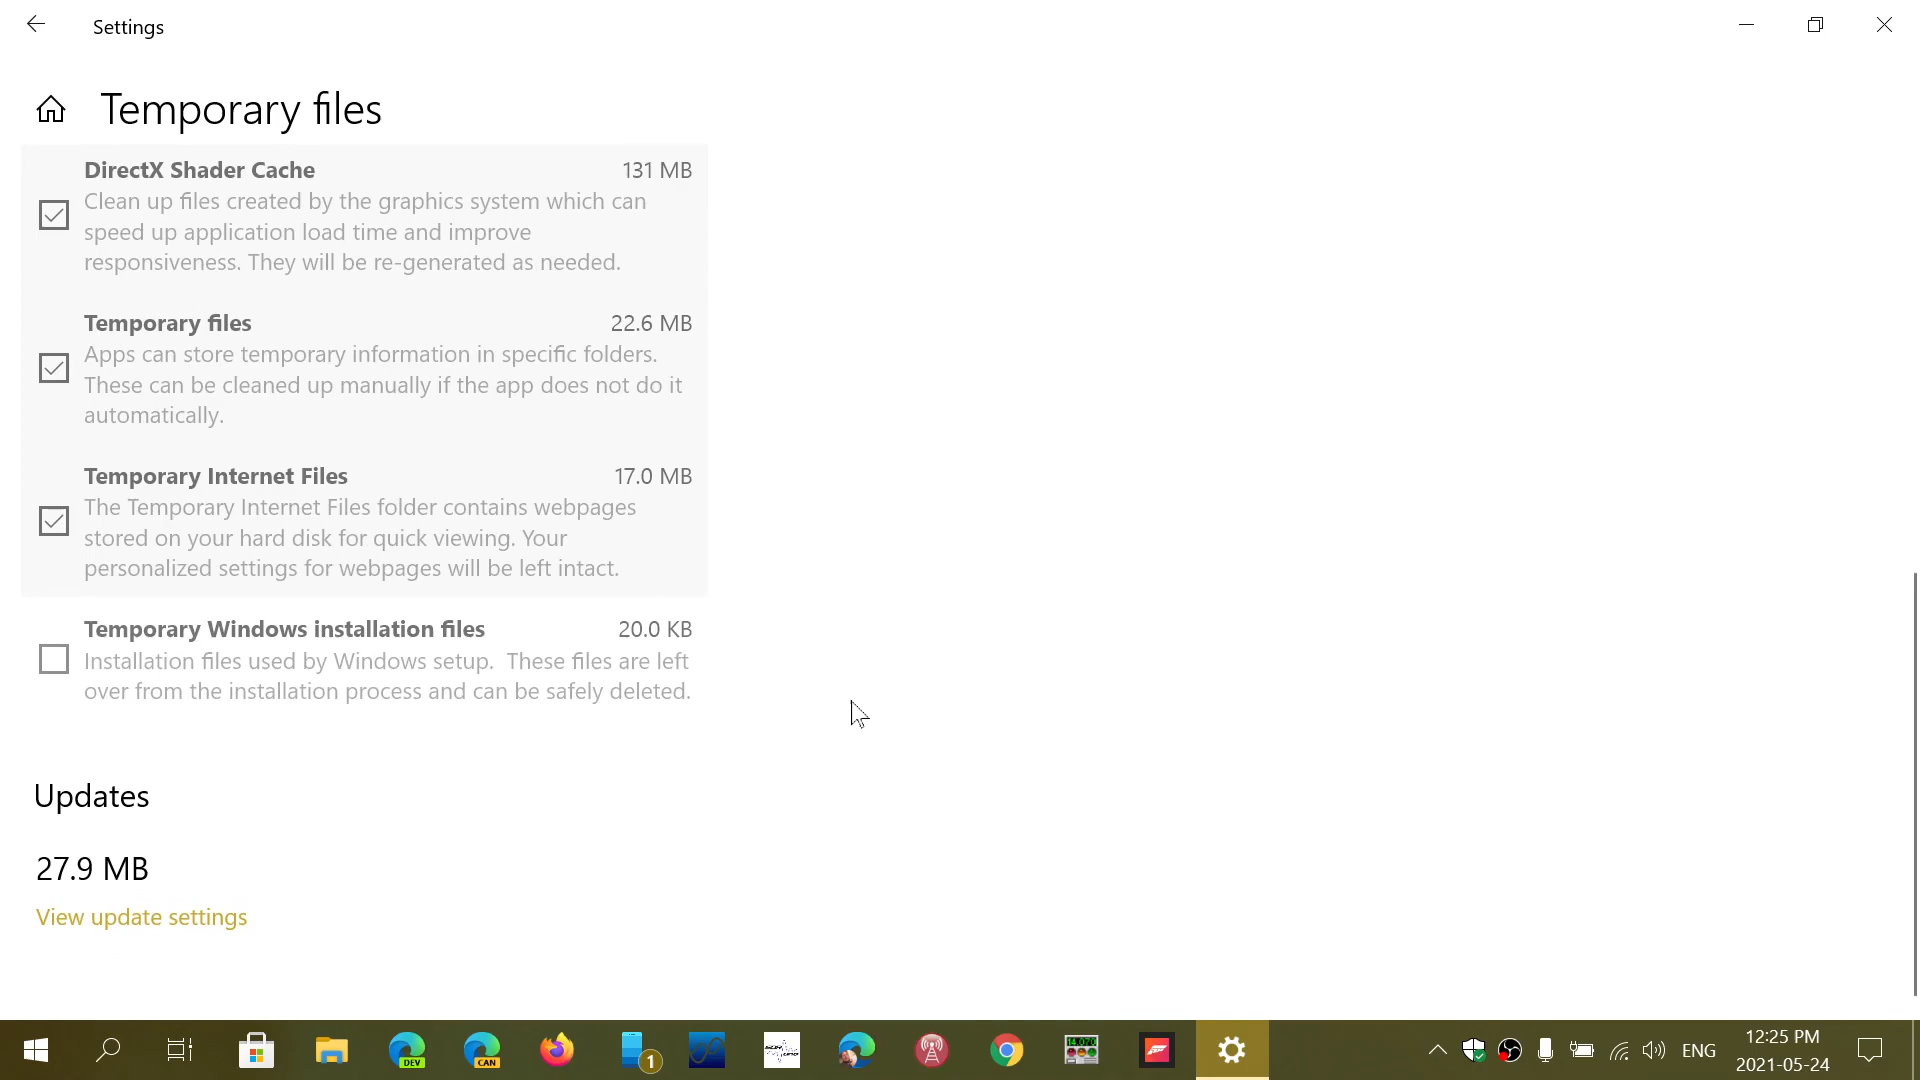 Settings
Temporary files
DirectX Shader Cache 131 MB
Clean up files created by the graphics system which can
speed up application load time and improve
responsiveness. They will be re-generated as needed.
Temporary files 22.6 MB
Apps can store temporary information in specific folders.
These can be cleaned up manually if the app does not do it
automatically.
Temporary Internet Files 17.0 MB
The Temporary Internet Files folder contains webpages
stored on your hard disk for quick viewing. Your
personalized settings for webpages will be left intact.
Temporary Windows installation files 20.0 KB
Installation files used by Windows setup.  These files are left
over from the installation process and can be safely deleted.
Updates
27.9 MB
View update settings
DEV
CAN
1
14.070
ENG
12:25 PM
2021-05-24